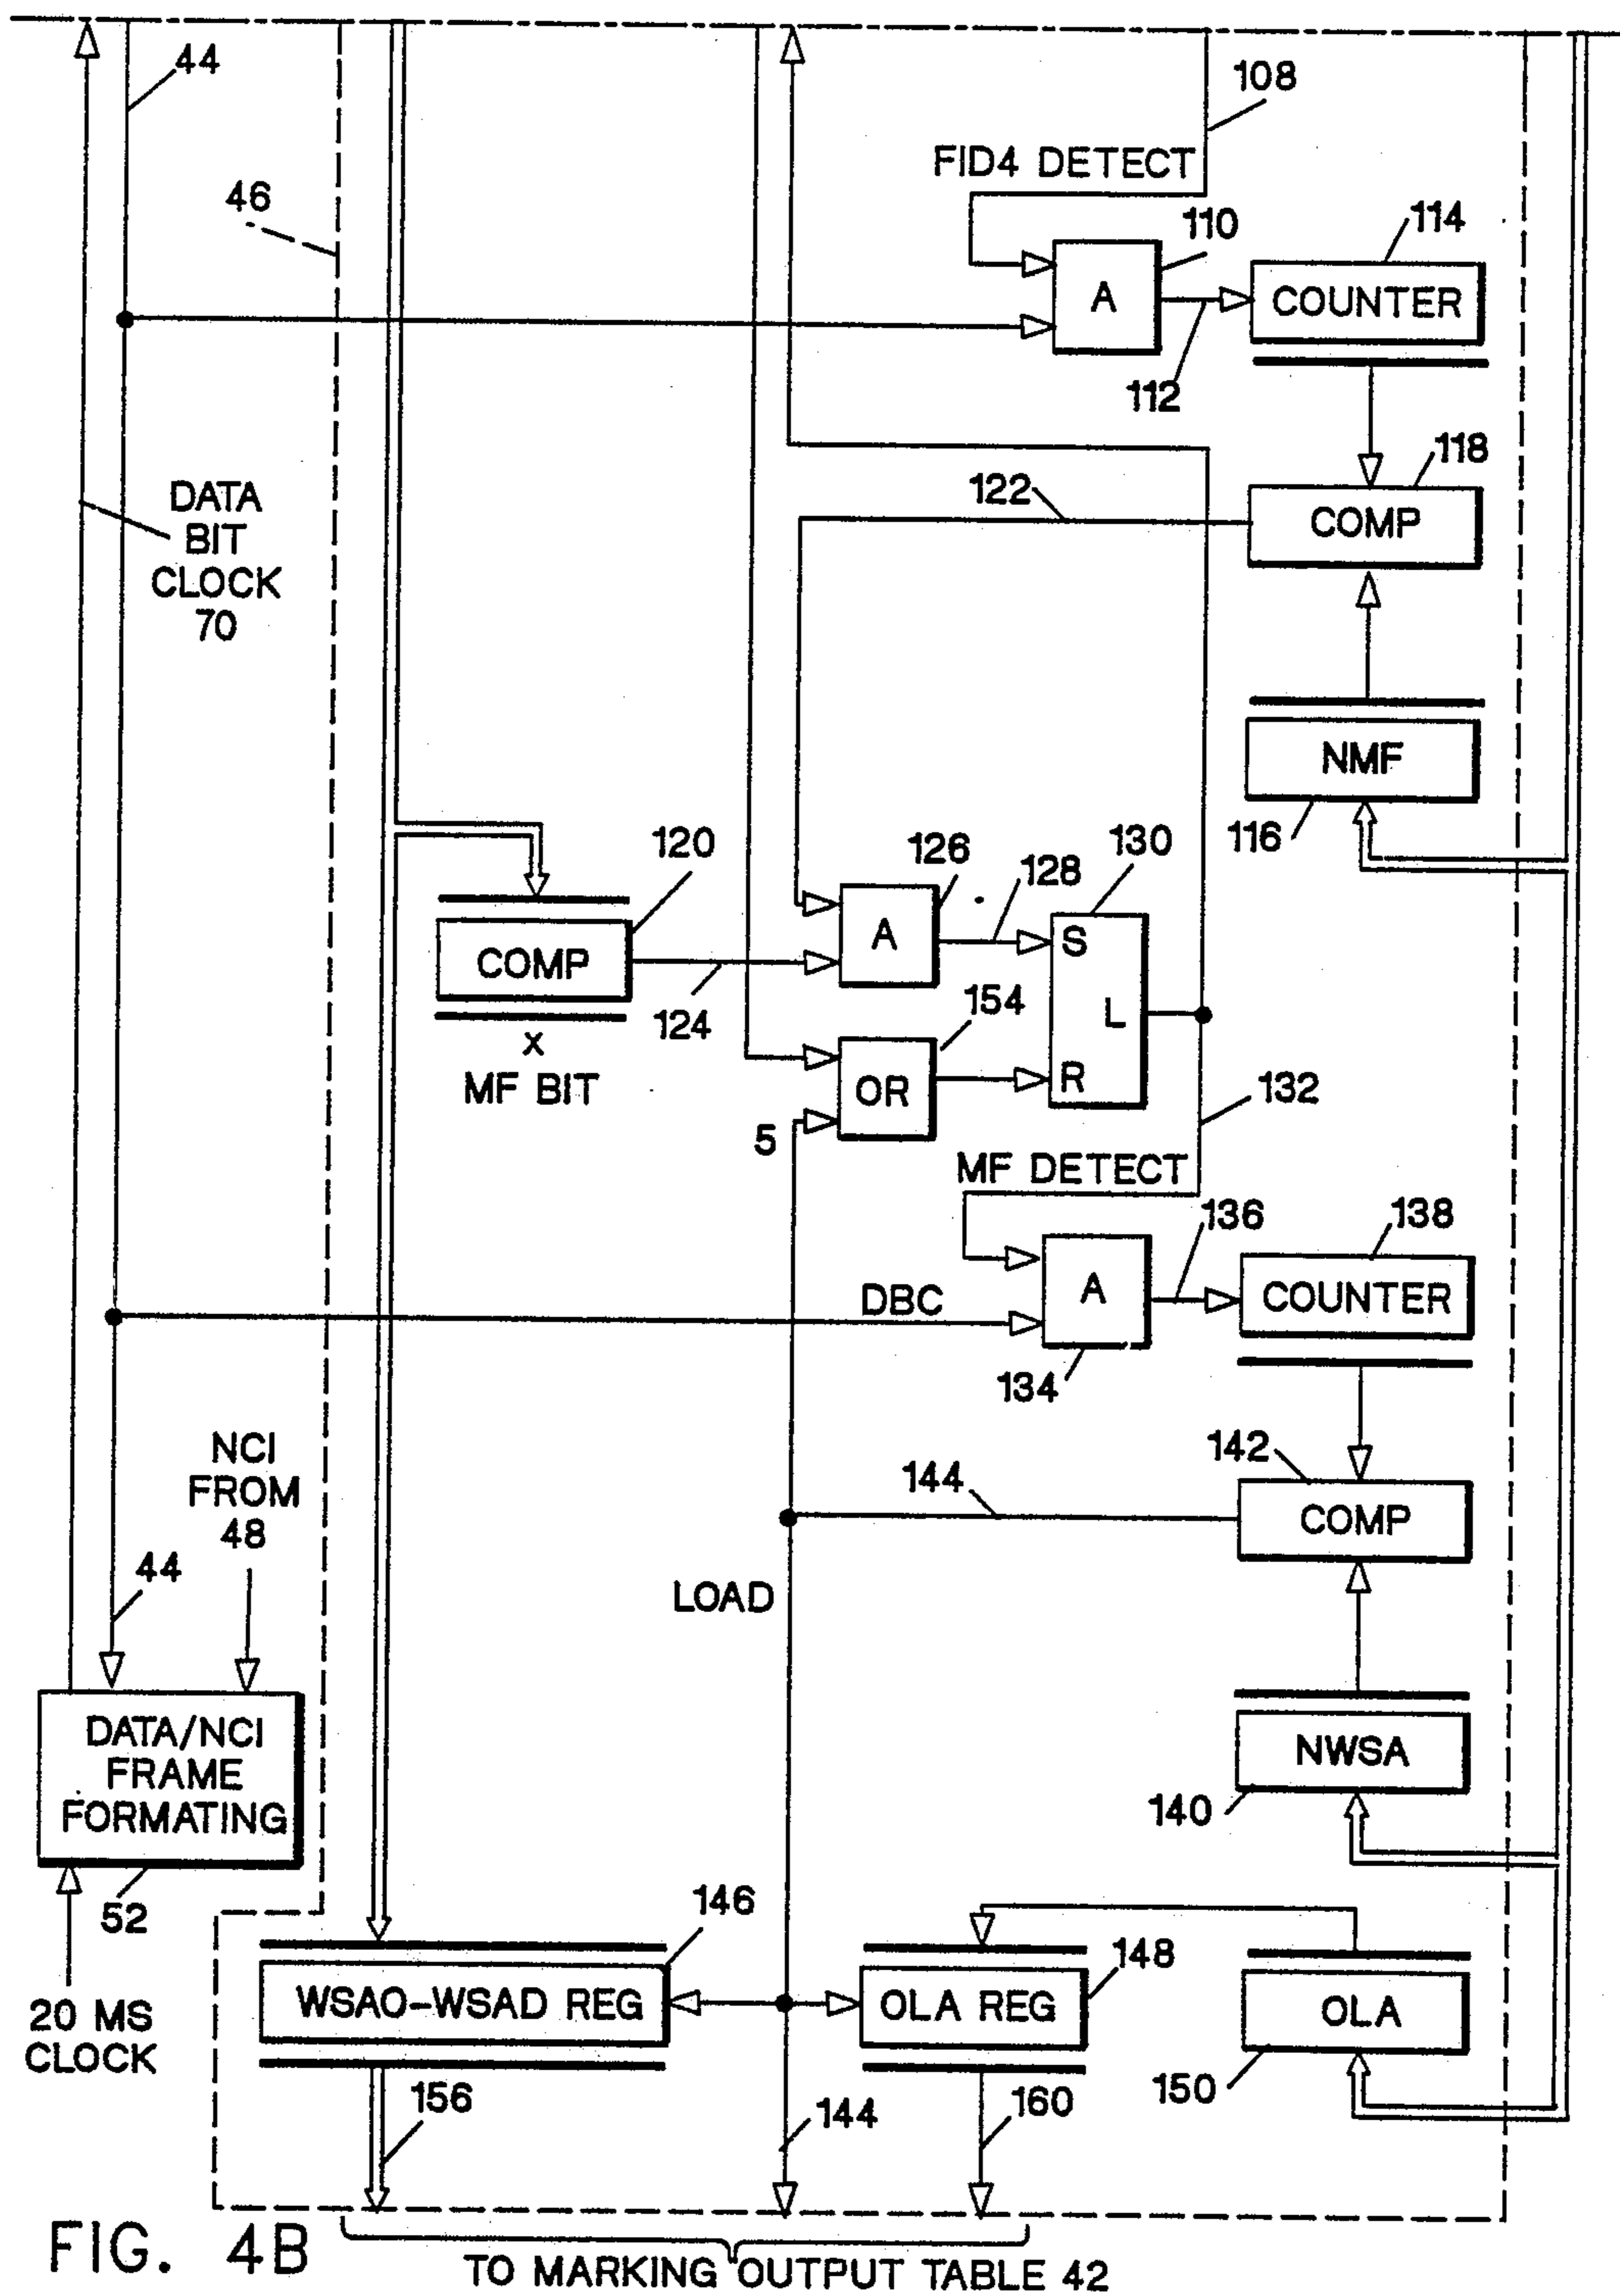 44
108
FID4 DETECT
46
110
114
A
COUNTER
112
118
122
DATA
BIT
CLOCK
70
COMP
NMF
116
120
126
128
130
COMP
A
S
124
154
L
X
MF BIT
OR
R
5
132
MF DETECT
136
138
DBC
A
COUNTER
134
NCI
FROM
48
142
144
COMP
44
LOAD
DATA/NCI
FRAME
FORMATING
NWSA
140
52
146
148
WSAO-WSAD REG
OLA REG
OLA
20 MS
CLOCK
156
144
160
150
FIG. 4B
TO MARKING OUTPUT TABLE 42